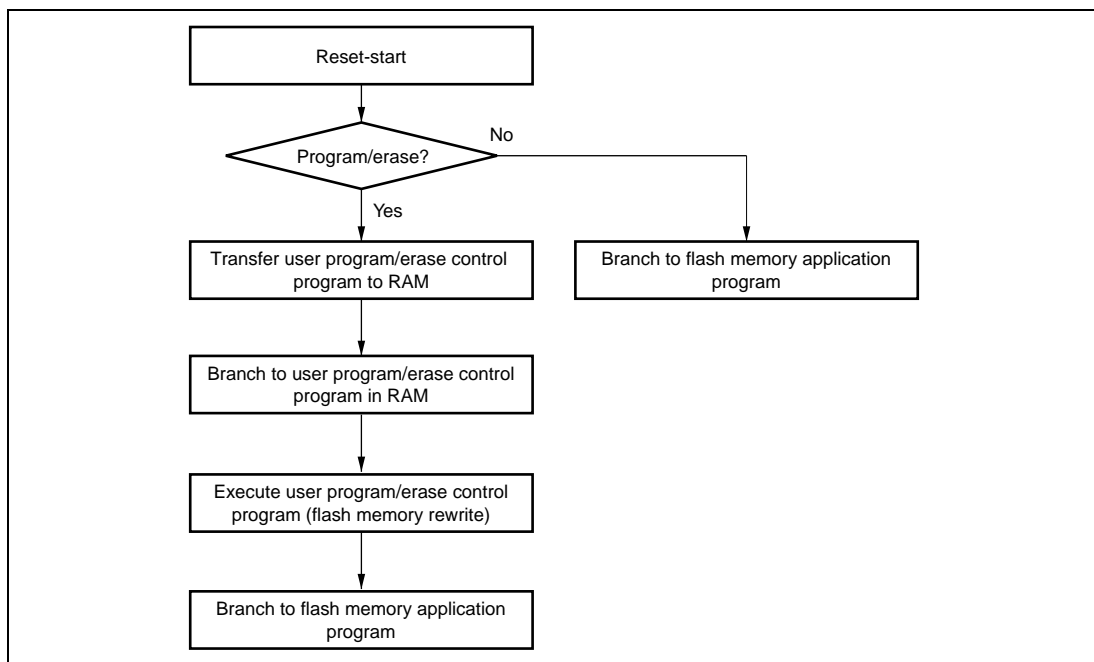 Reset-start
No
Program/erase?
Yes
Transfer user program/erase control
program to RAM
Branch to flash memory application
program
Branch to user program/erase control
program in RAM
Execute user program/erase control
program (flash memory rewrite)
Branch to flash memory application
program